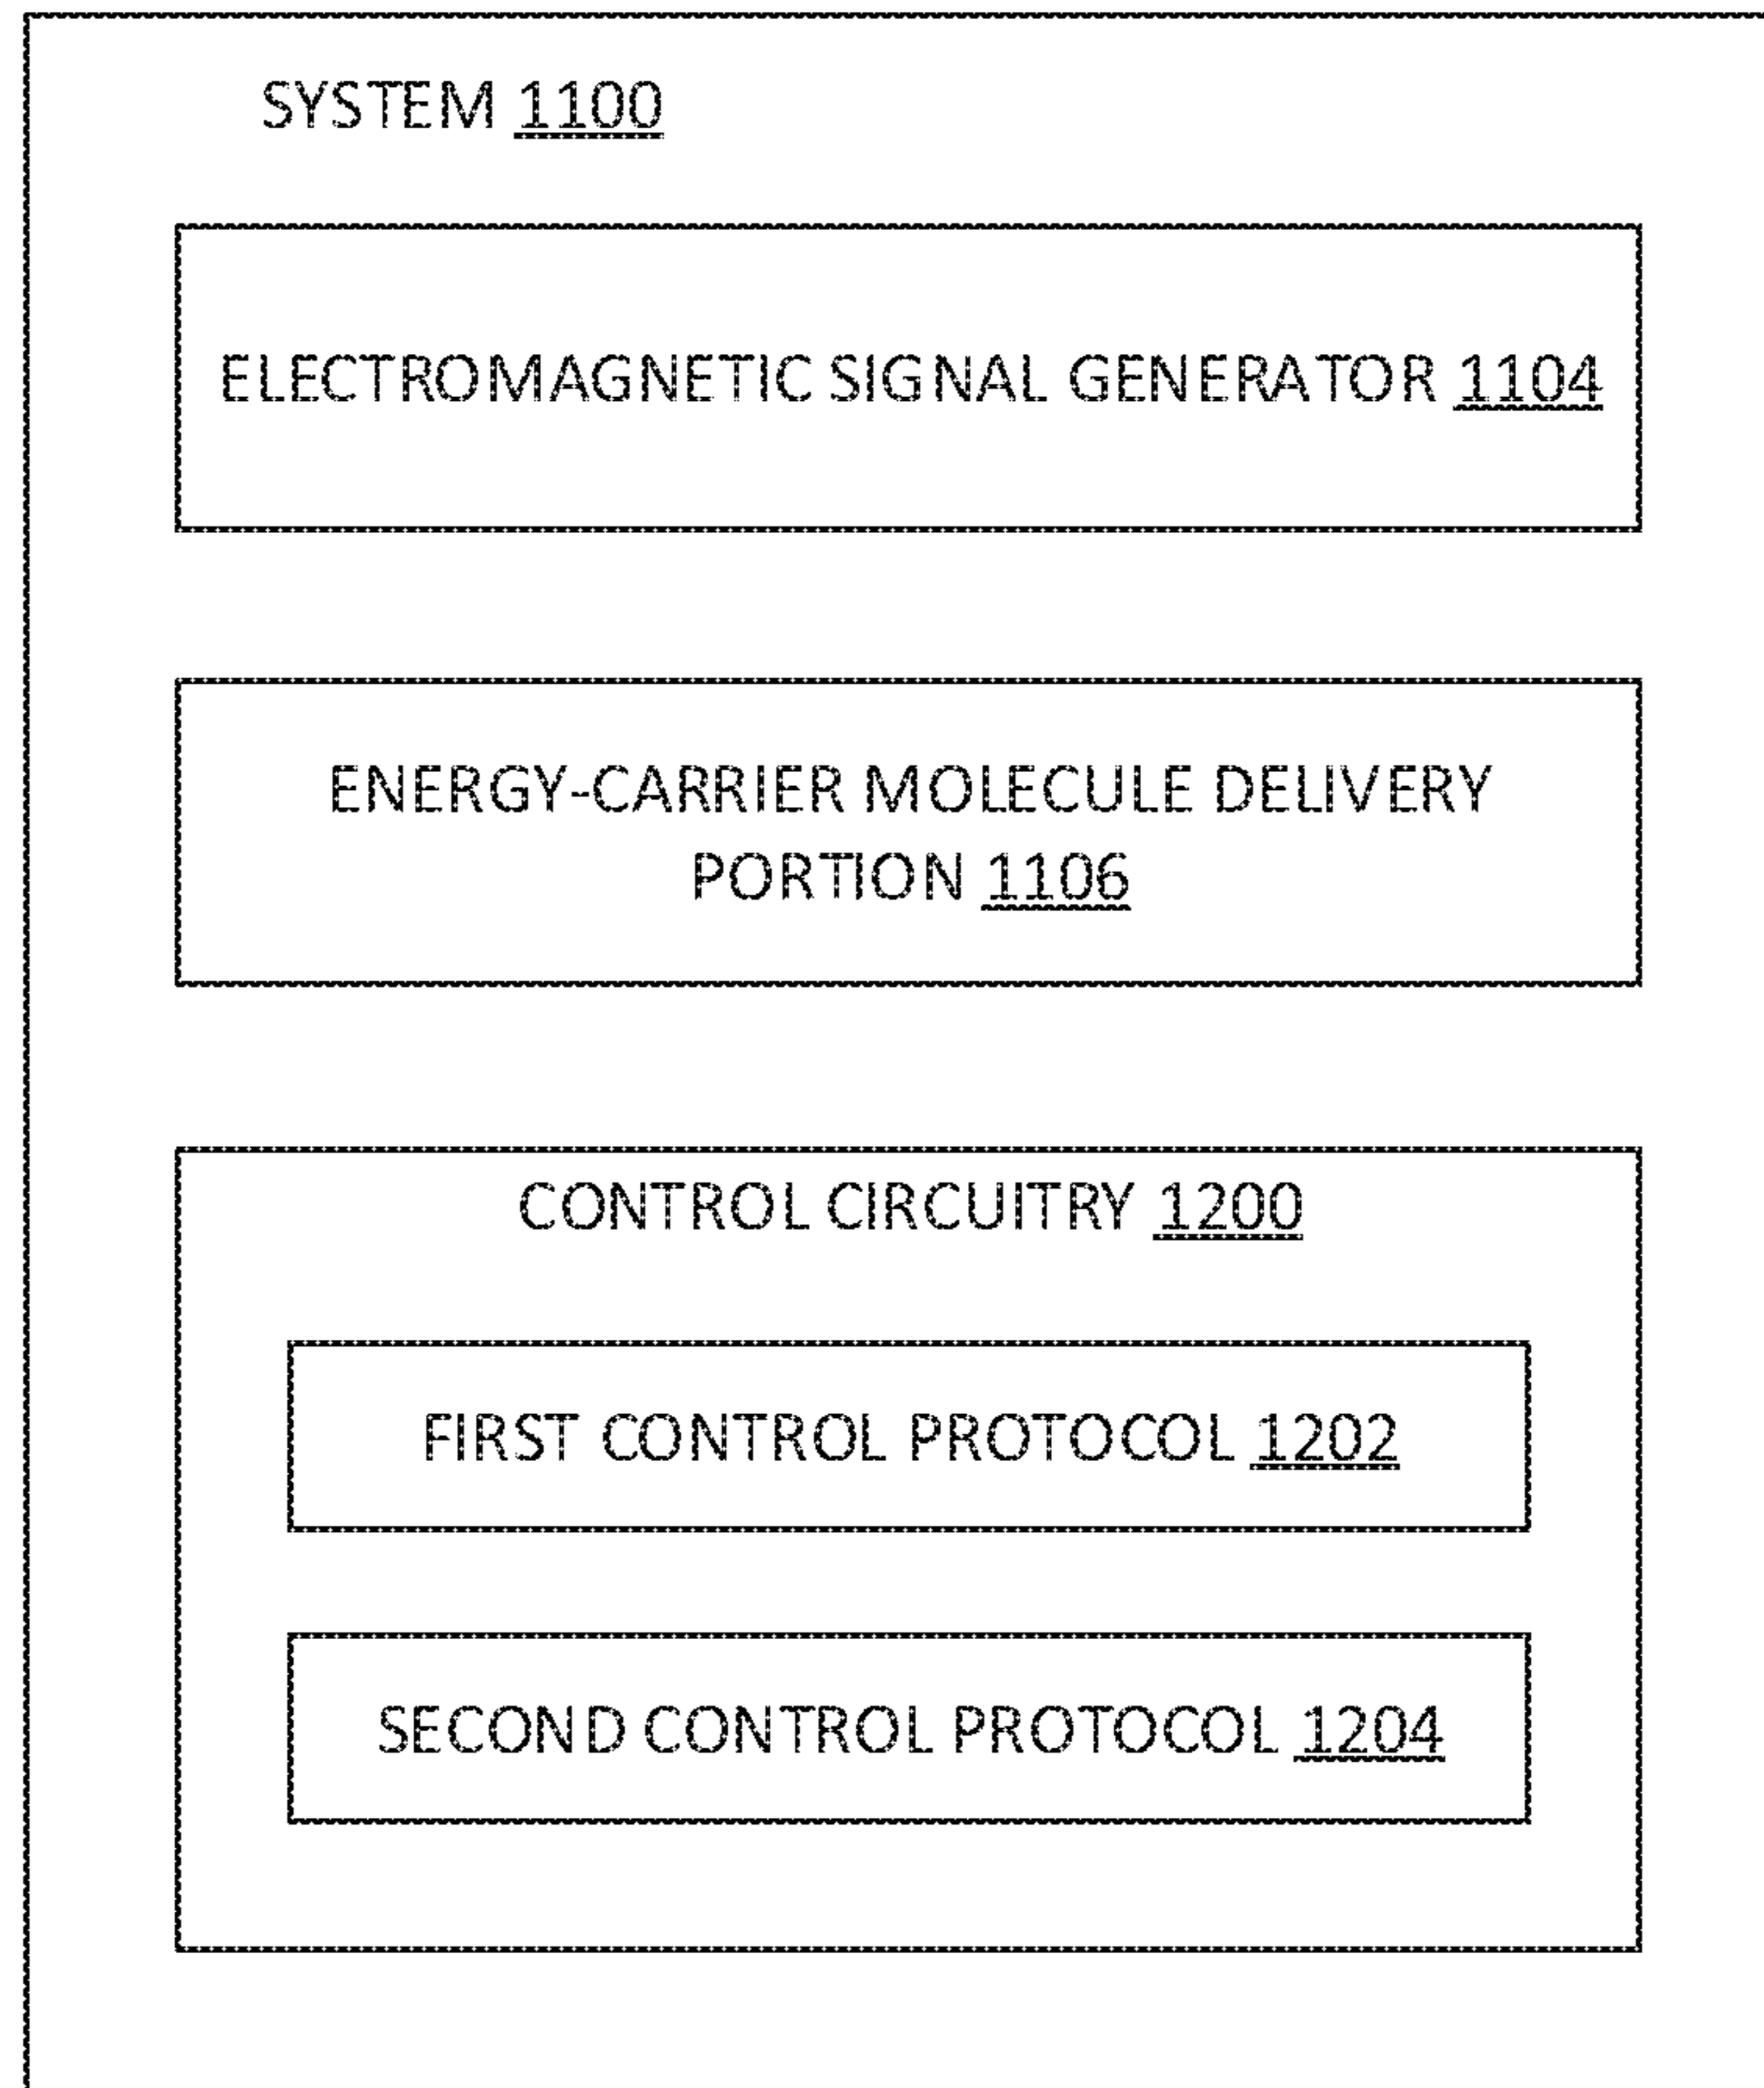 SYSTEM 1100
ELECTROMAGNETIC SIGNAL GENERATOR 1104
ENERGY-CARRIER MOLECULE DELIVERY
PORTION 1106
CONTROL CIRCUITRY 1200
FIRST CONTROL PROTOCOL 1202
SECOND CONTROL PROTOCOL 1204